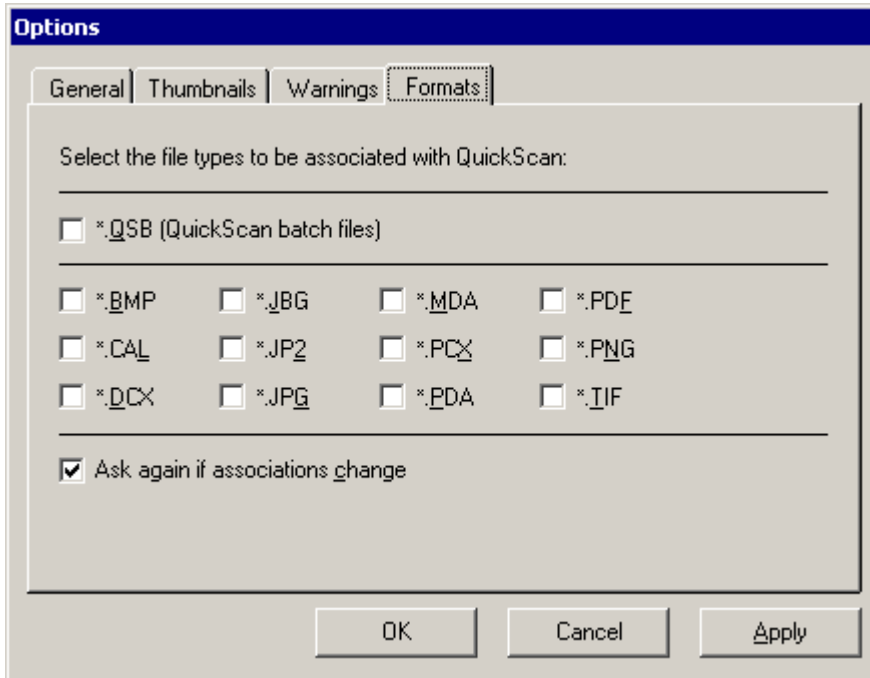 Options
General Thumbnails Warnings Formats
Select the file types to be associated with QuickScan:
*.QSB (QuickScan batch files)
*.BMP *.JBG *.MDA *.PDF
*.CAL *.JP2 *.PCX *.PNG
*.DCX *.JPG *.PDA *.TIF
Ask again if associations change
OK Cancel Apply